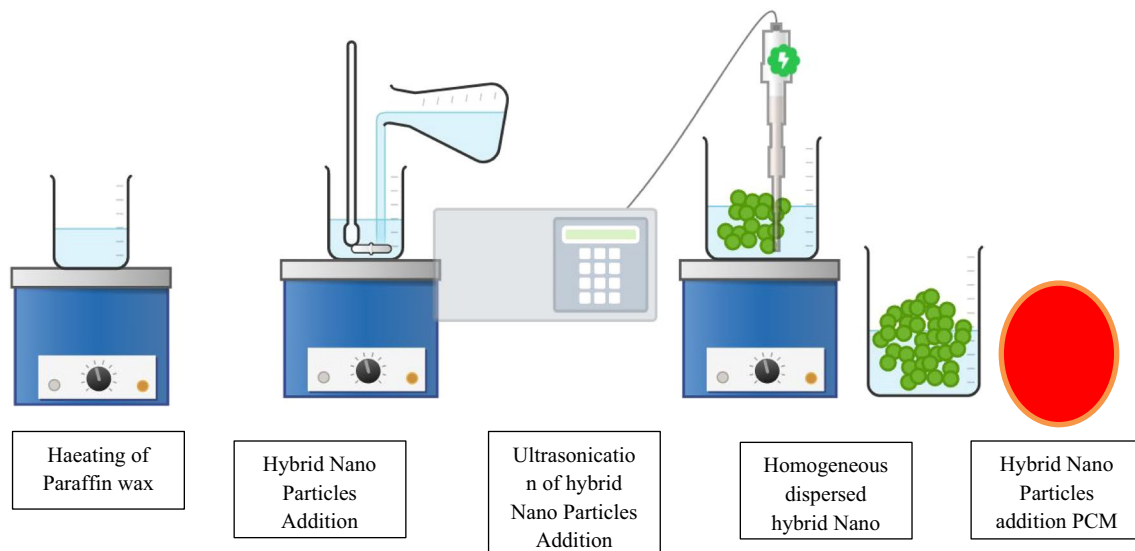 Haeating of
Paraffin wax
Hybrid Nano
Particles
Addition
Ultrasonicatio
n of hybrid
Nano Particles
Addition
Homogeneous
dispersed
hybrid Nano
Hybrid Nano
Particles
addition PCM